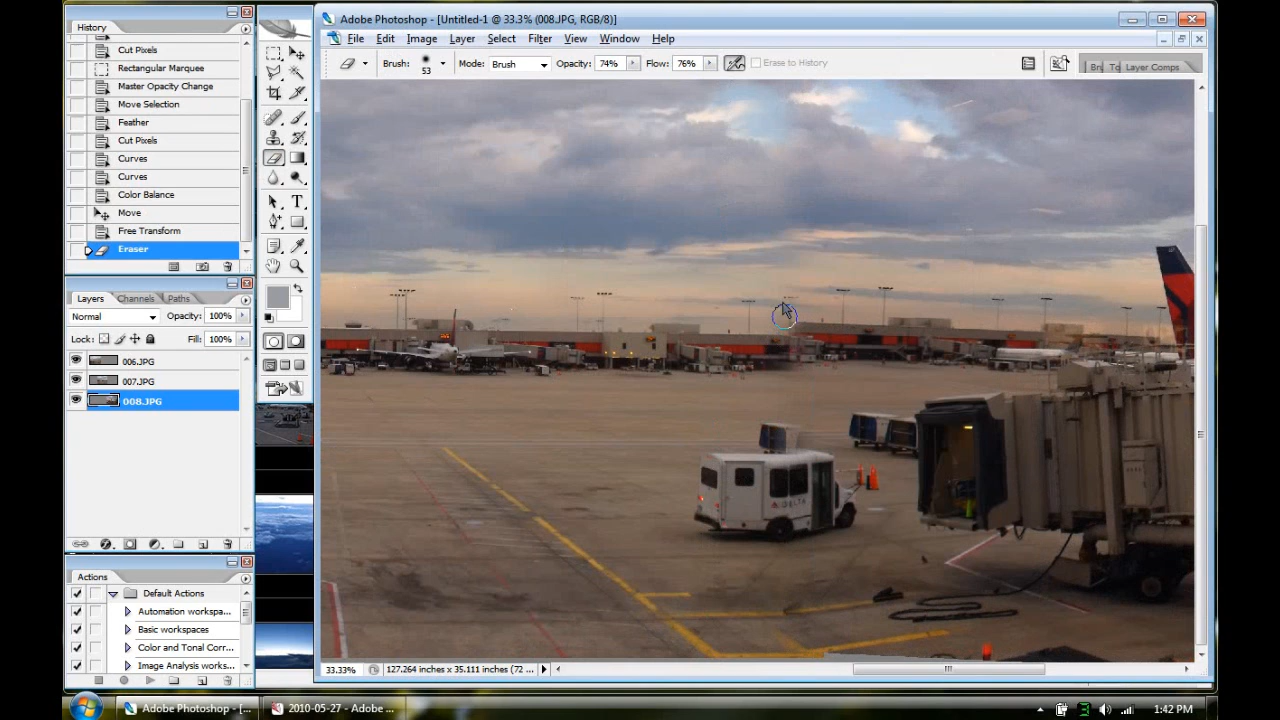 History
Cut Pixels
Rectangular Marquee
Master Opacity Change
Move Selection
Feather
Cut Pixels
Curves
Curves
Color Balance
Move
Free Transform
Eraser
Layers Channels Paths
Normal Opacity: 100%
Lock: Fill: 100%
006.JPG
007.JPG
008.JPG
Actions
Default Actions
Automation workspa...
Basic workspaces
Color and Tonal Corr...
Image Analysis works...
Adobe Photoshop - [Untitled-1 @ 33.3% (008.JPG, RGB/8)]
File Edit Image Layer Select Filter View Window Help
Brush: 53 Mode: Brush Opacity: 74% Flow: 76% Erase to History
Layer Comps
DELTA
33.33% 127.264 inches x 35.111 inches (72 ...
Adobe Photoshop - [... 2010-05-27 - Adobe ... 1:42 PM